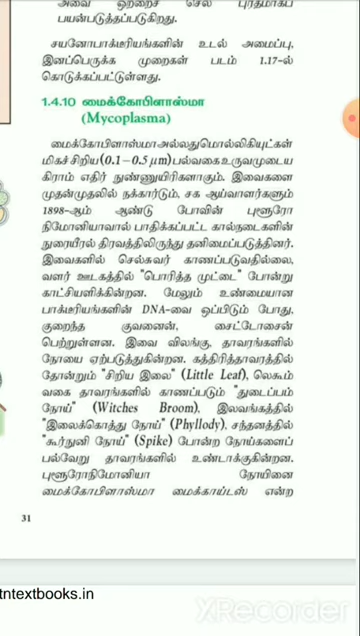 பயன்படுத்தப்படுகிறது.
சயனோபாக்டீரியங்களின் உடல் அமைப்பு,
இனப்பெருக்க முறைகள் படம் 1.17-ல்
கொடுக்கப்பட்டுள்ளது.
1.4.10 மைக்கோபிளாஸ்மா
(Mycoplasma)
மைக்கோபிளாஸ்மா அல்லதுமொல்லிகியுட்கள்
மிகச் சிறிய (0.1 – 0.5 μm) பல்வகை உருவமுடைய
கிராம் எதிர் நுண்ணுயிரிகளாகும். இவைகளை
முதன்முதலில் நக்கார்டும், சக ஆய்வாளர்களும்
1898-ஆம் ஆண்டு போவின் புளூரோ
நிமோனியாவால் பாதிக்கப்பட்ட கால்நடைகளின்
நுரையீரல் திரவத்திலிருந்து தனிமைப்படுத்தினர்.
இவைகளில் செல்சுவர் காணப்படுவதில்லை,
வளர் ஊடகத்தில் "பொரித்த முட்டை" போன்று
காட்சியளிக்கின்றன. மேலும் உண்மையான
பாக்டீரியங்களின் DNA-வை ஒப்பிடும் போது,
குறைந்த குவனைன், சைட்டோசைன்
பெற்றுள்ளன. இவை விலங்கு, தாவரங்களில்
நோயை ஏற்படுத்துகின்றன. கத்திரித்தாவரத்தில்
தோன்றும் "சிறிய இலை" (Little Leaf), லெகூம்
வகை தாவரங்களில் காணப்படும் "துடைப்பம்
நோய்" (Witches Broom), இலவங்கத்தில்
"இலைக்கொத்து நோய்" (Phyllody), சந்தனத்தில்
"கூர்நுனி நோய்" (Spike) போன்ற நோய்களைப்
பல்வேறு தாவரங்களில் உண்டாக்குகின்றன.
புளூரோநிமோனியா நோயினை
மைக்கோபிளாஸ்மா மைக்காய்டஸ் என்ற
31
tntextbooks.in
XRecorder